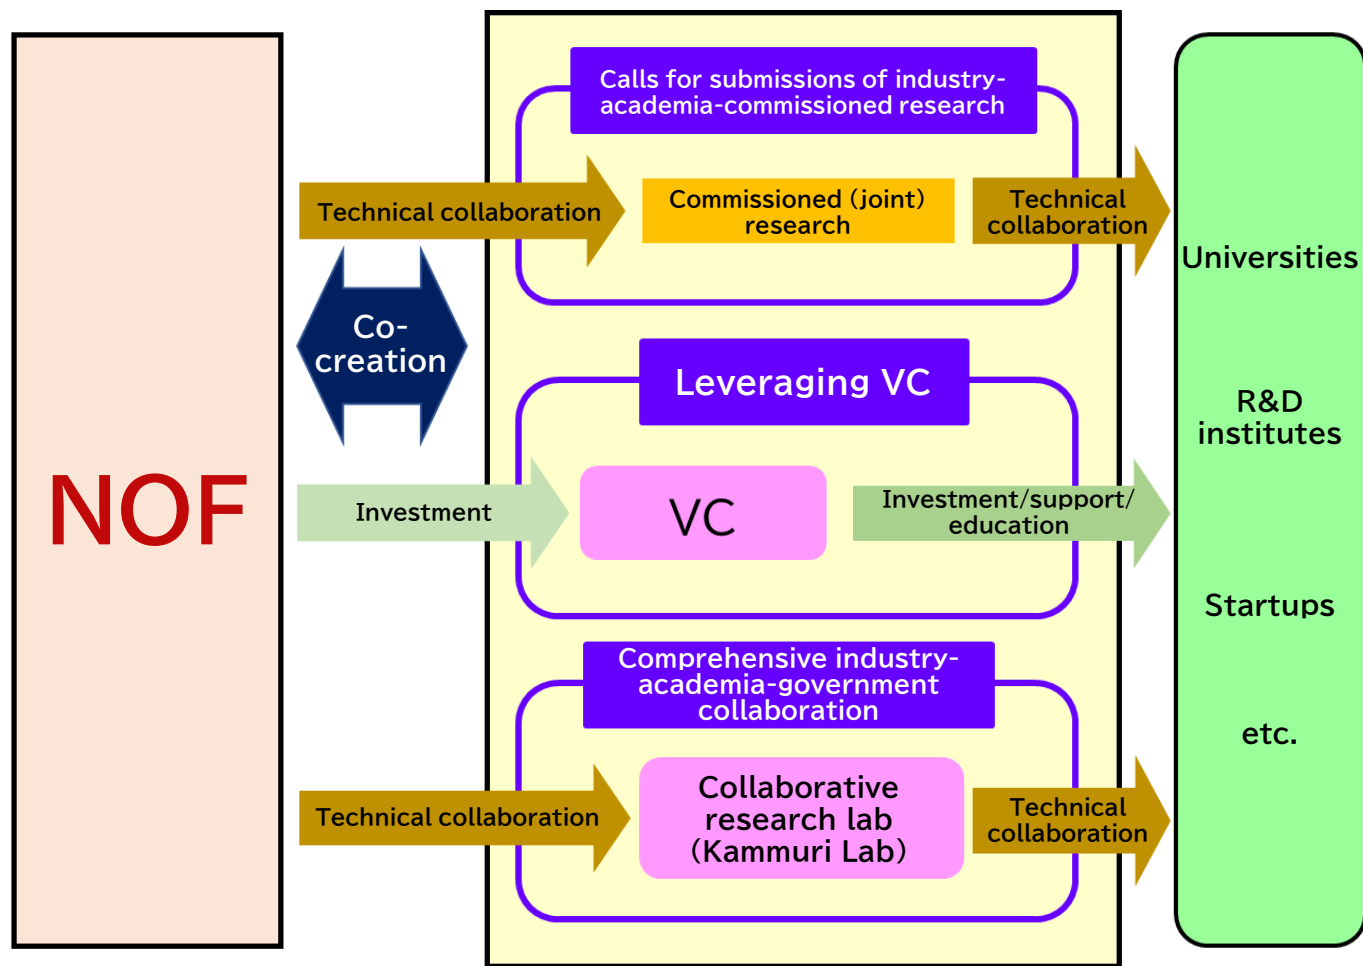 NOF
Calls for submissions of industry-
academia-commissioned research
Technical collaboration
Commissioned (joint)
research
Technical
collaboration
Co-
creation
Leveraging VC
Investment
VC
Investment/support/
education
Comprehensive industry-
academia-government
collaboration
Technical collaboration
Collaborative
research lab
(Kammuri Lab)
Technical
collaboration
Universities
R&D
institutes
Startups
etc.